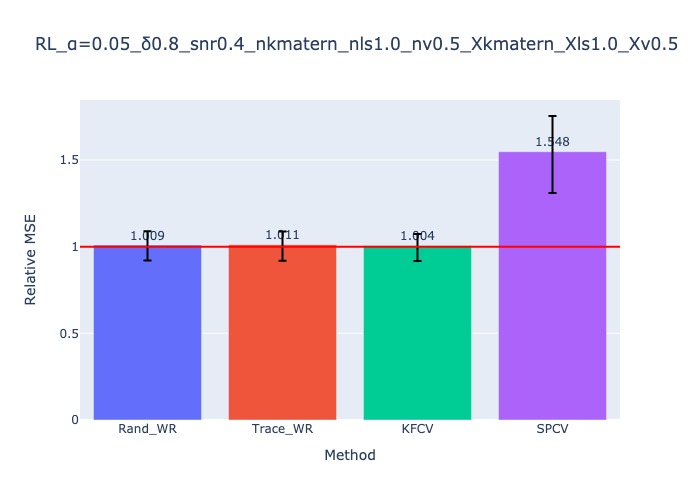 RL_α=0.05_δ0.8_snr0.4_nkmatern_nls1.0_nv0.5_Xkmatern_Xls1.0_Xv0.5
1.548
1.5
1.009
1.011
1.004
1
0.5
0
Relative MSE
Rand_WR
Trace_WR
KFCV
SPCV
Method